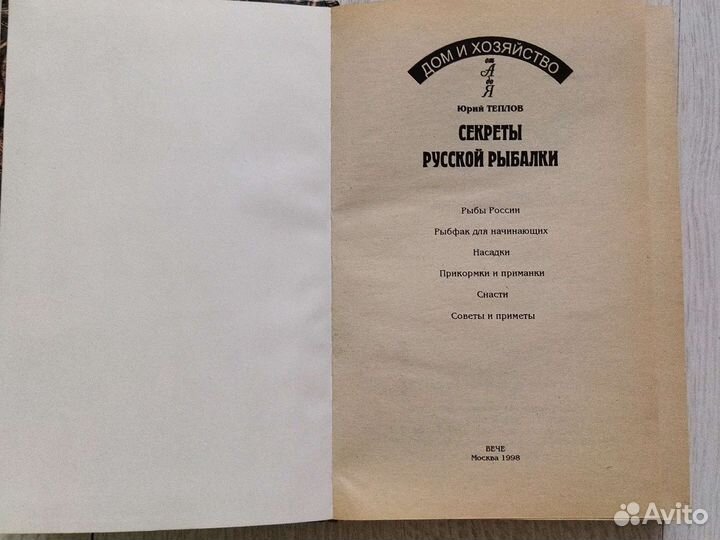 ДОМ И ХОЗЯЙСТВО
от
А
до
Я
Юрий ТЕПЛОВ
СЕКРЕТЫ
РУССКОЙ РЫБАЛКИ
Рыбы России
Рыбфак для начинающих
Насадки
Прикормки и приманки
Снасти
Советы и приметы
ВЕЧЕ
Москва 1998
Avito